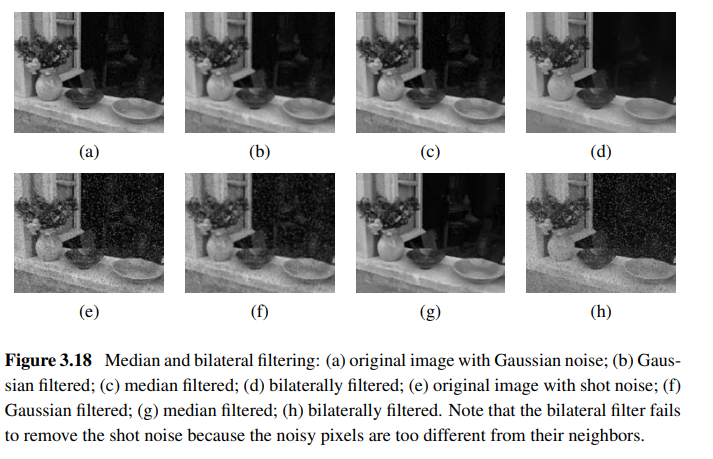 (a) (b) (c) (d)
(e) (f) (g) (h)
Figure 3.18 Median and bilateral filtering: (a) original image with Gaussian noise; (b) Gaus-
sian filtered; (c) median filtered; (d) bilaterally filtered; (e) original image with shot noise; (f)
Gaussian filtered; (g) median filtered; (h) bilaterally filtered. Note that the bilateral filter fails
to remove the shot noise because the noisy pixels are too different from their neighbors.